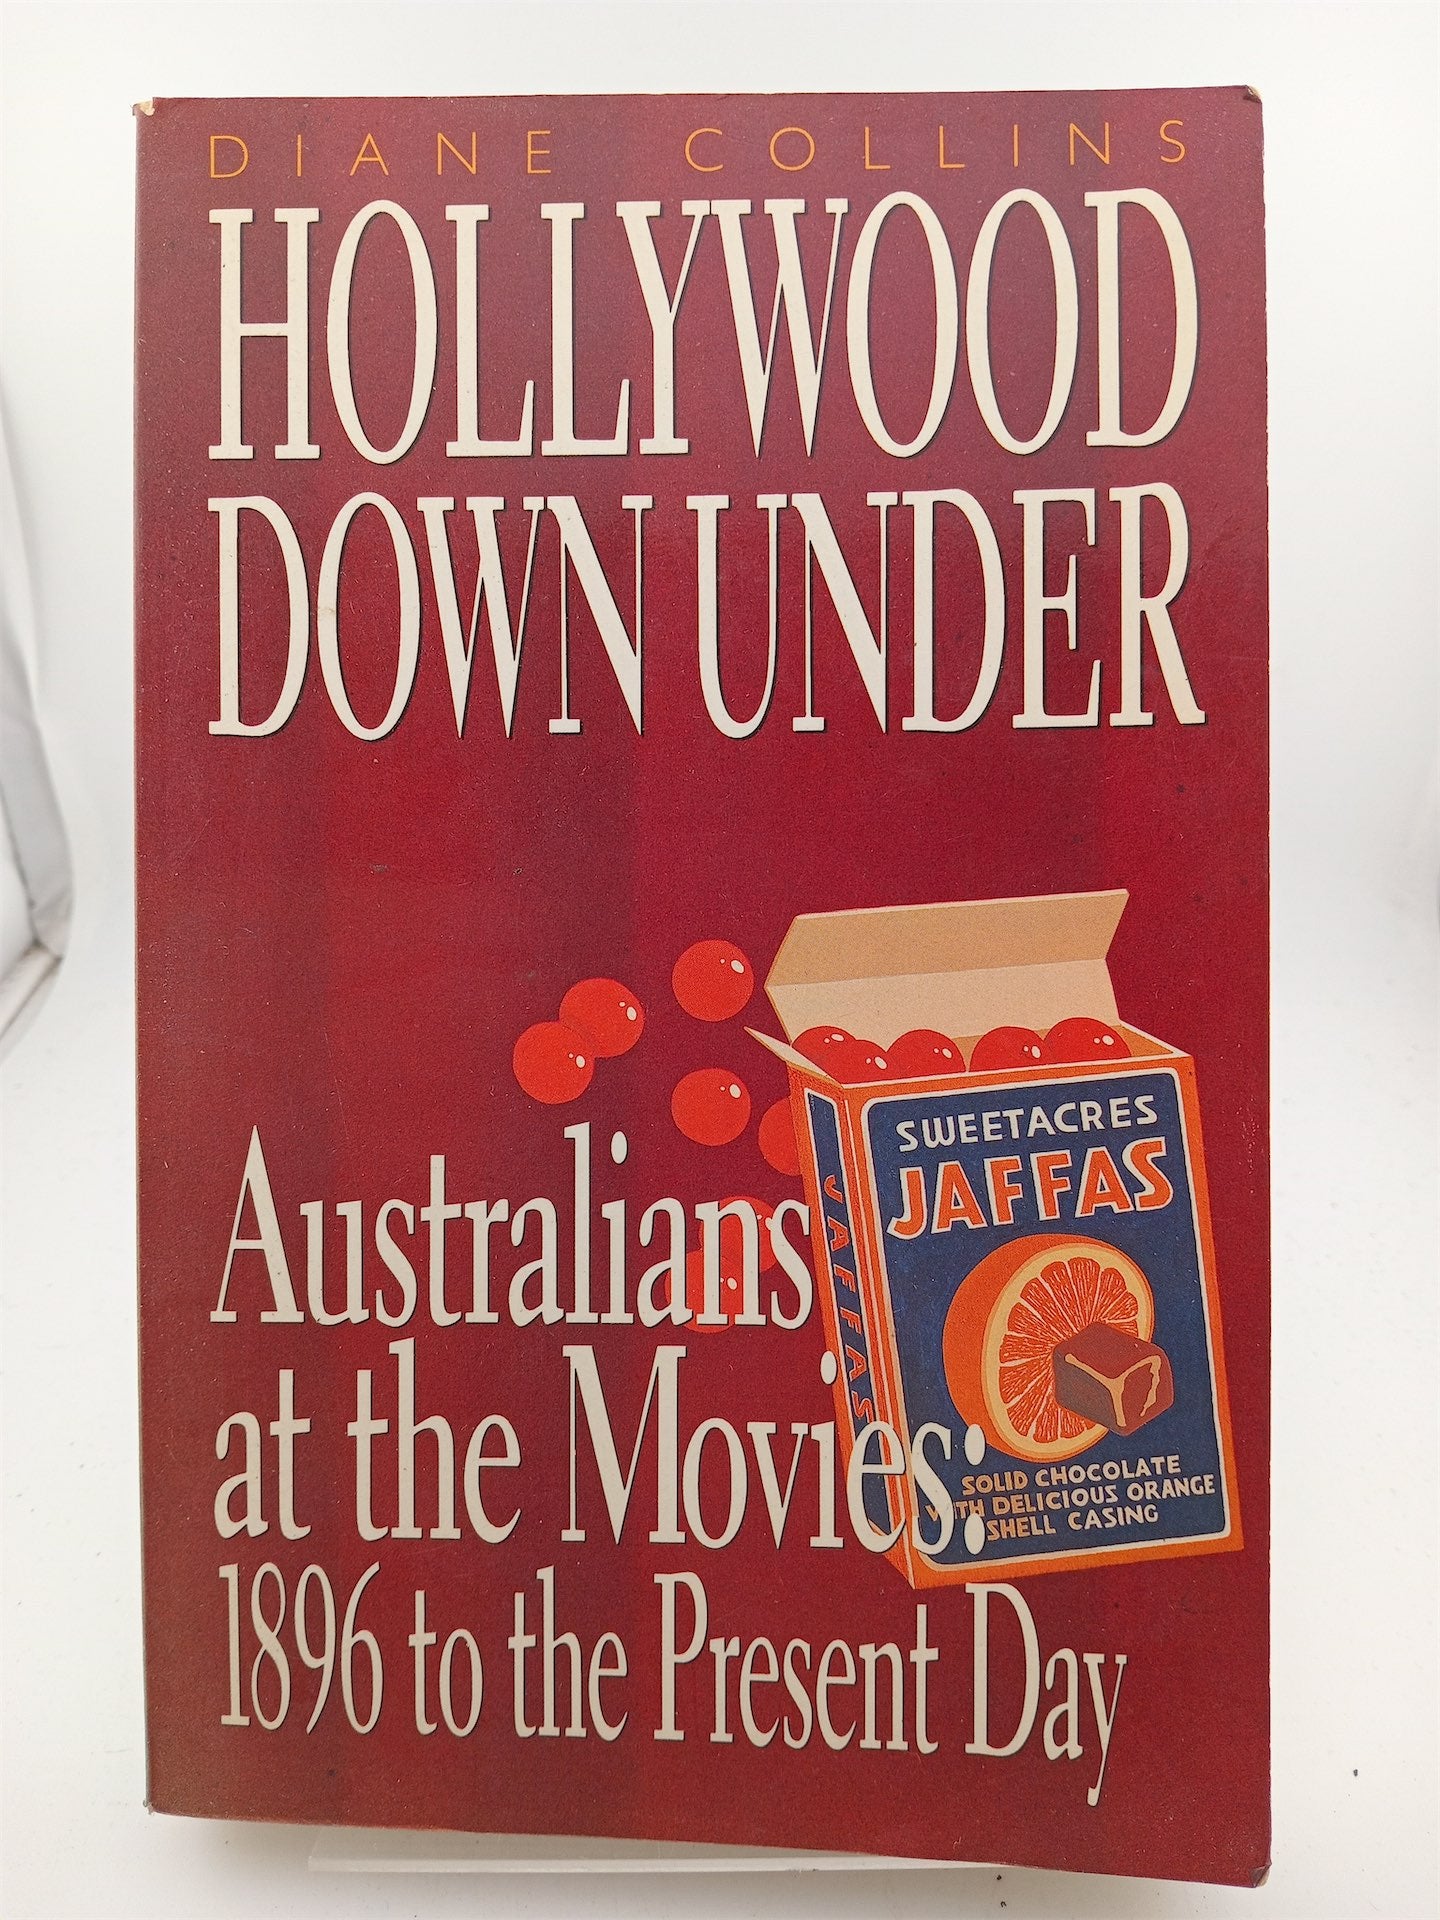 DIANE COLLINS
HOLLYWOOD
DOWN UNDER
SWEETACRES
JAFFAS
JAFFAS
SOLID CHOCOLATE
WITH DELICIOUS ORANGE
SHELL CASING
Australians
at the Movies:
1896 to the Present Day